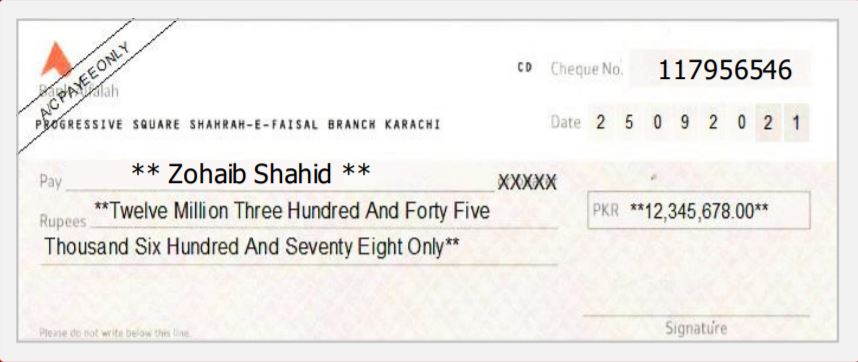 A/C PAYEE ONLY
Bank Alfalah
CD Cheque No. 117956546
PROGRESSIVE SQUARE SHAHRAH-E-FAISAL BRANCH KARACHI
Date 2 5 0 9 2 0 2 1
Pay ** Zohaib Shahid ** XXXXX
Rupees **Twelve Million Three Hundred And Forty Five
PKR **12,345,678.00**
Thousand Six Hundred And Seventy Eight Only**
Signature
Please do not write below this line.